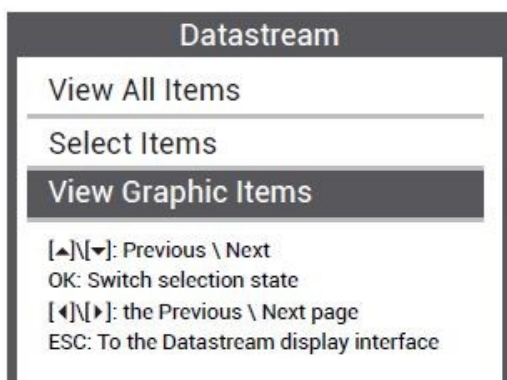 Datastream
View All Items
Select Items
View Graphic Items
[▲]\[▼]: Previous \ Next
OK: Switch selection state
[◀]\[▶]: the Previous \ Next page
ESC: To the Datastream display interface